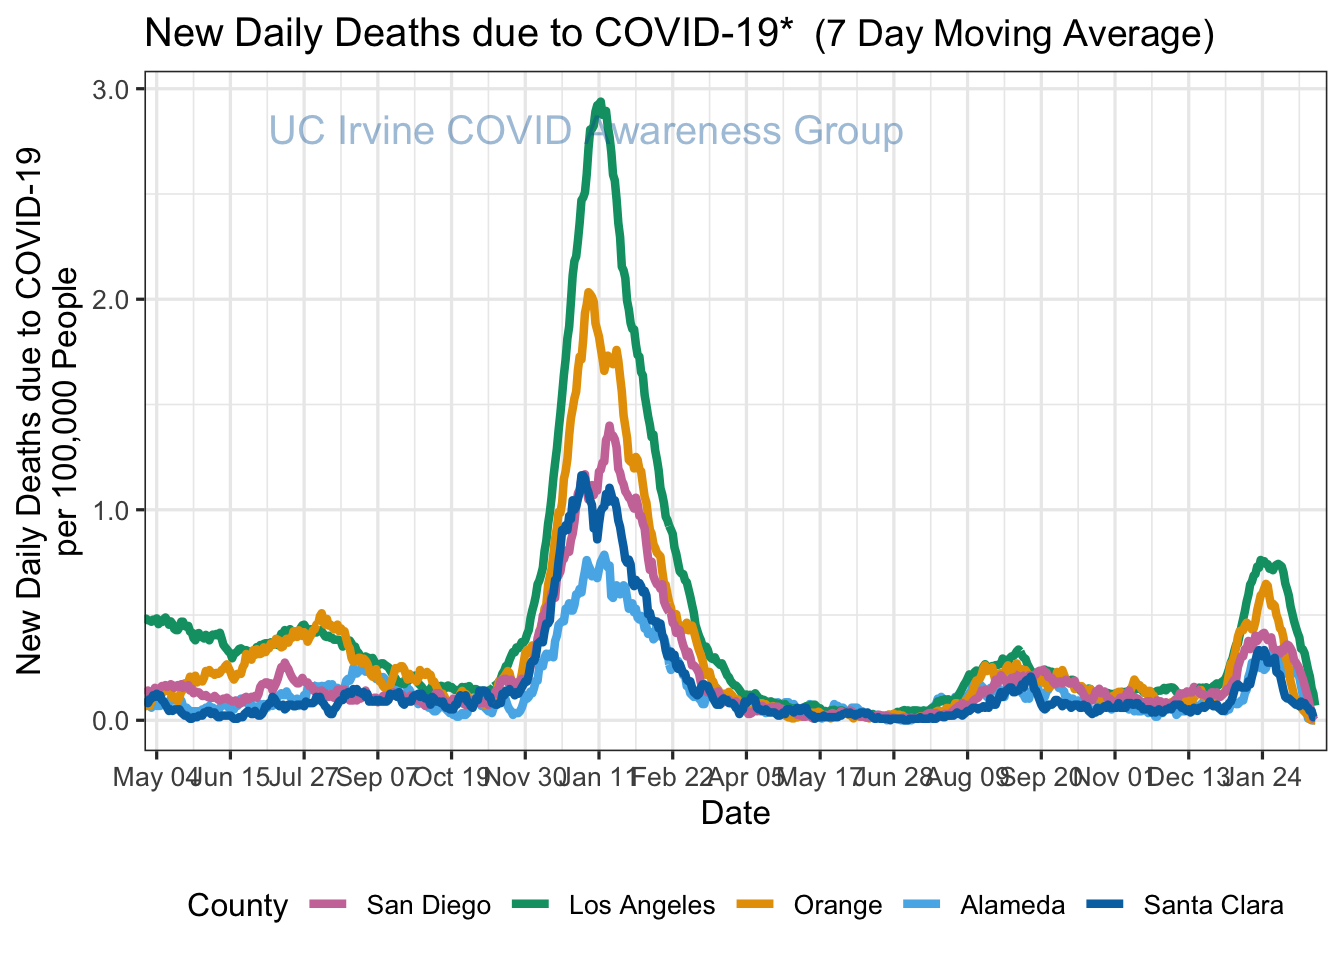 New Daily Deaths due to COVID-19* (7 Day Moving Average)
UC Irvine COVID Awareness Group
New Daily Deaths due to COVID-19
per 100,000 People
3.0
2.0
1.0
0.0
May 04 Jun 15 Jul 27 Sep 07 Oct 19 Nov 30 Jan 11 Feb 22 Apr 05 May 17 Jun 28 Aug 09 Sep 20 Nov 01 Dec 13 Jan 24
Date
County San Diego Los Angeles Orange Alameda Santa Clara